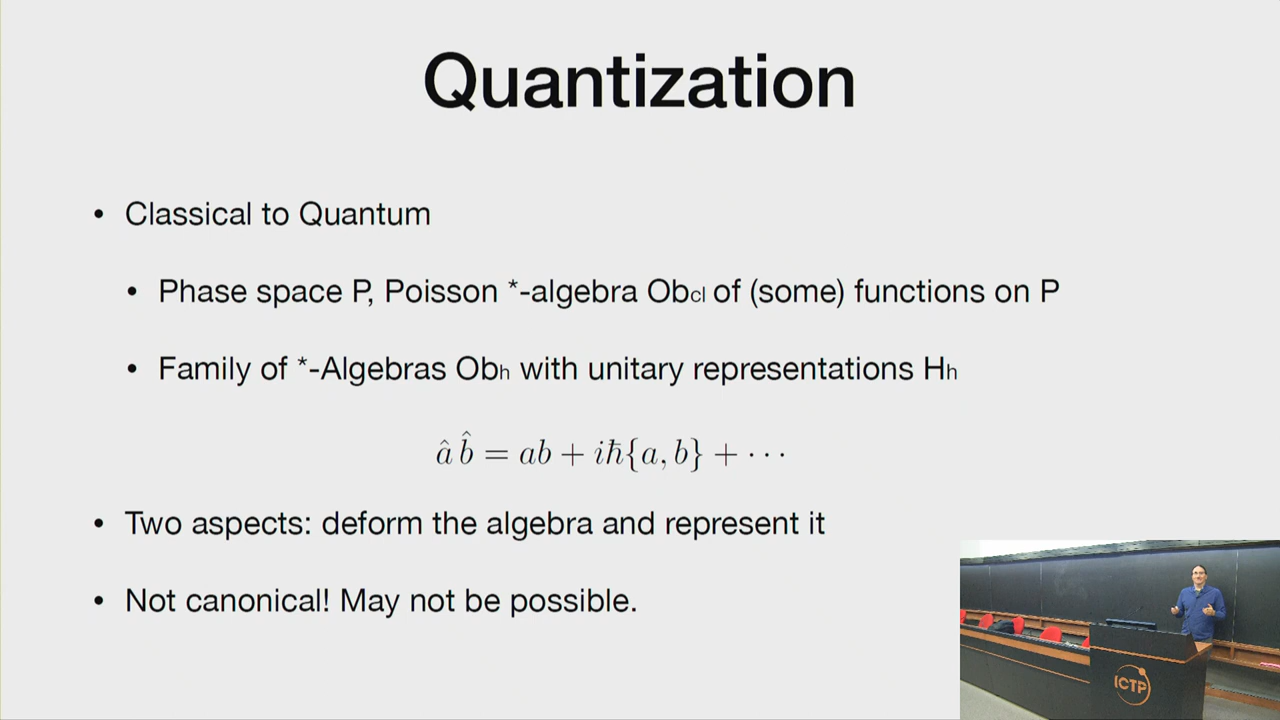 Quantization
• Classical to Quantum
• Phase space P, Poisson *-algebra Obcl of (some) functions on P
• Family of *-Algebras Obh with unitary representations Hh
â b̂ = ab + iħ{a, b} + ⋯
• Two aspects: deform the algebra and represent it
• Not canonical! May not be possible.
ICTP